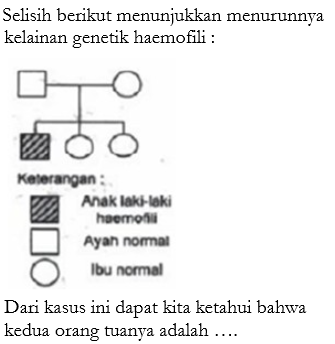 Selisih berikut menunjukkan menurunnya
kelainan genetik haemofili :
Keterangan :
Anak laki-laki
haemofili
Ayah normal
Ibu normal
Dari kasus ini dapat kita ketahui bahwa
kedua orang tuanya adalah ….